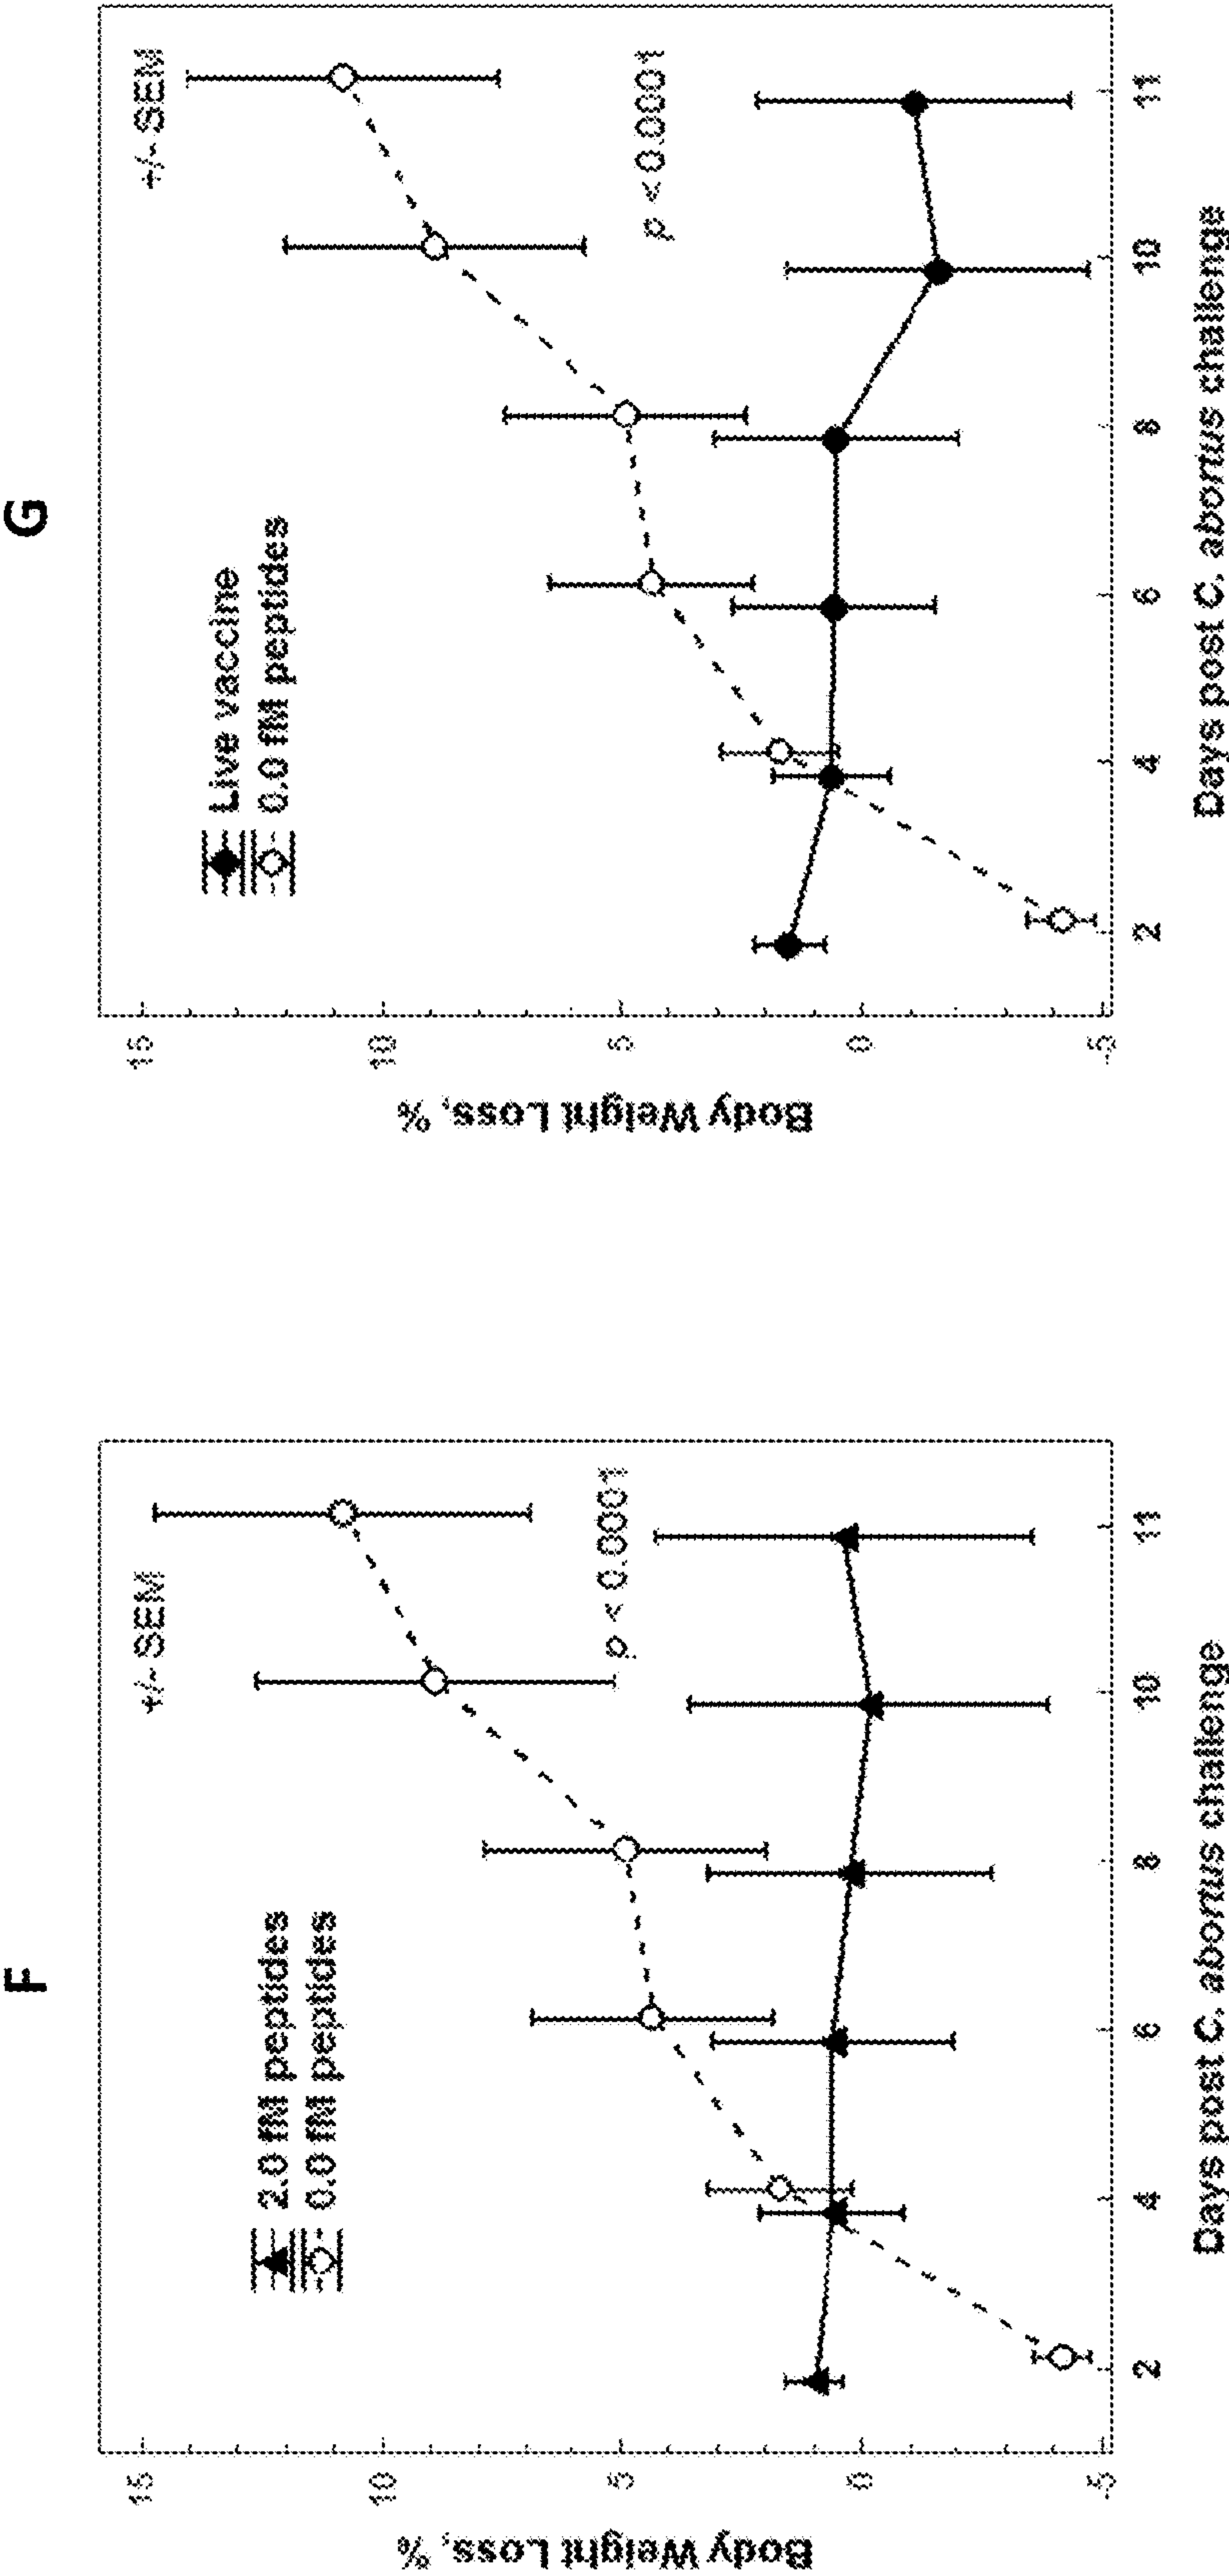 F
+/- SEM
2.0 fM peptides
0.0 fM peptides
p < 0.0001
Body Weight Loss, %
15
10
5
0
-5
2
4
6
8
10
11
Days post C. abortus challenge
G
+/- SEM
Live vaccine
0.0 fM peptides
p < 0.0001
Body Weight Loss, %
15
10
5
0
-5
2
4
6
8
10
11
Days post C. abortus challenge